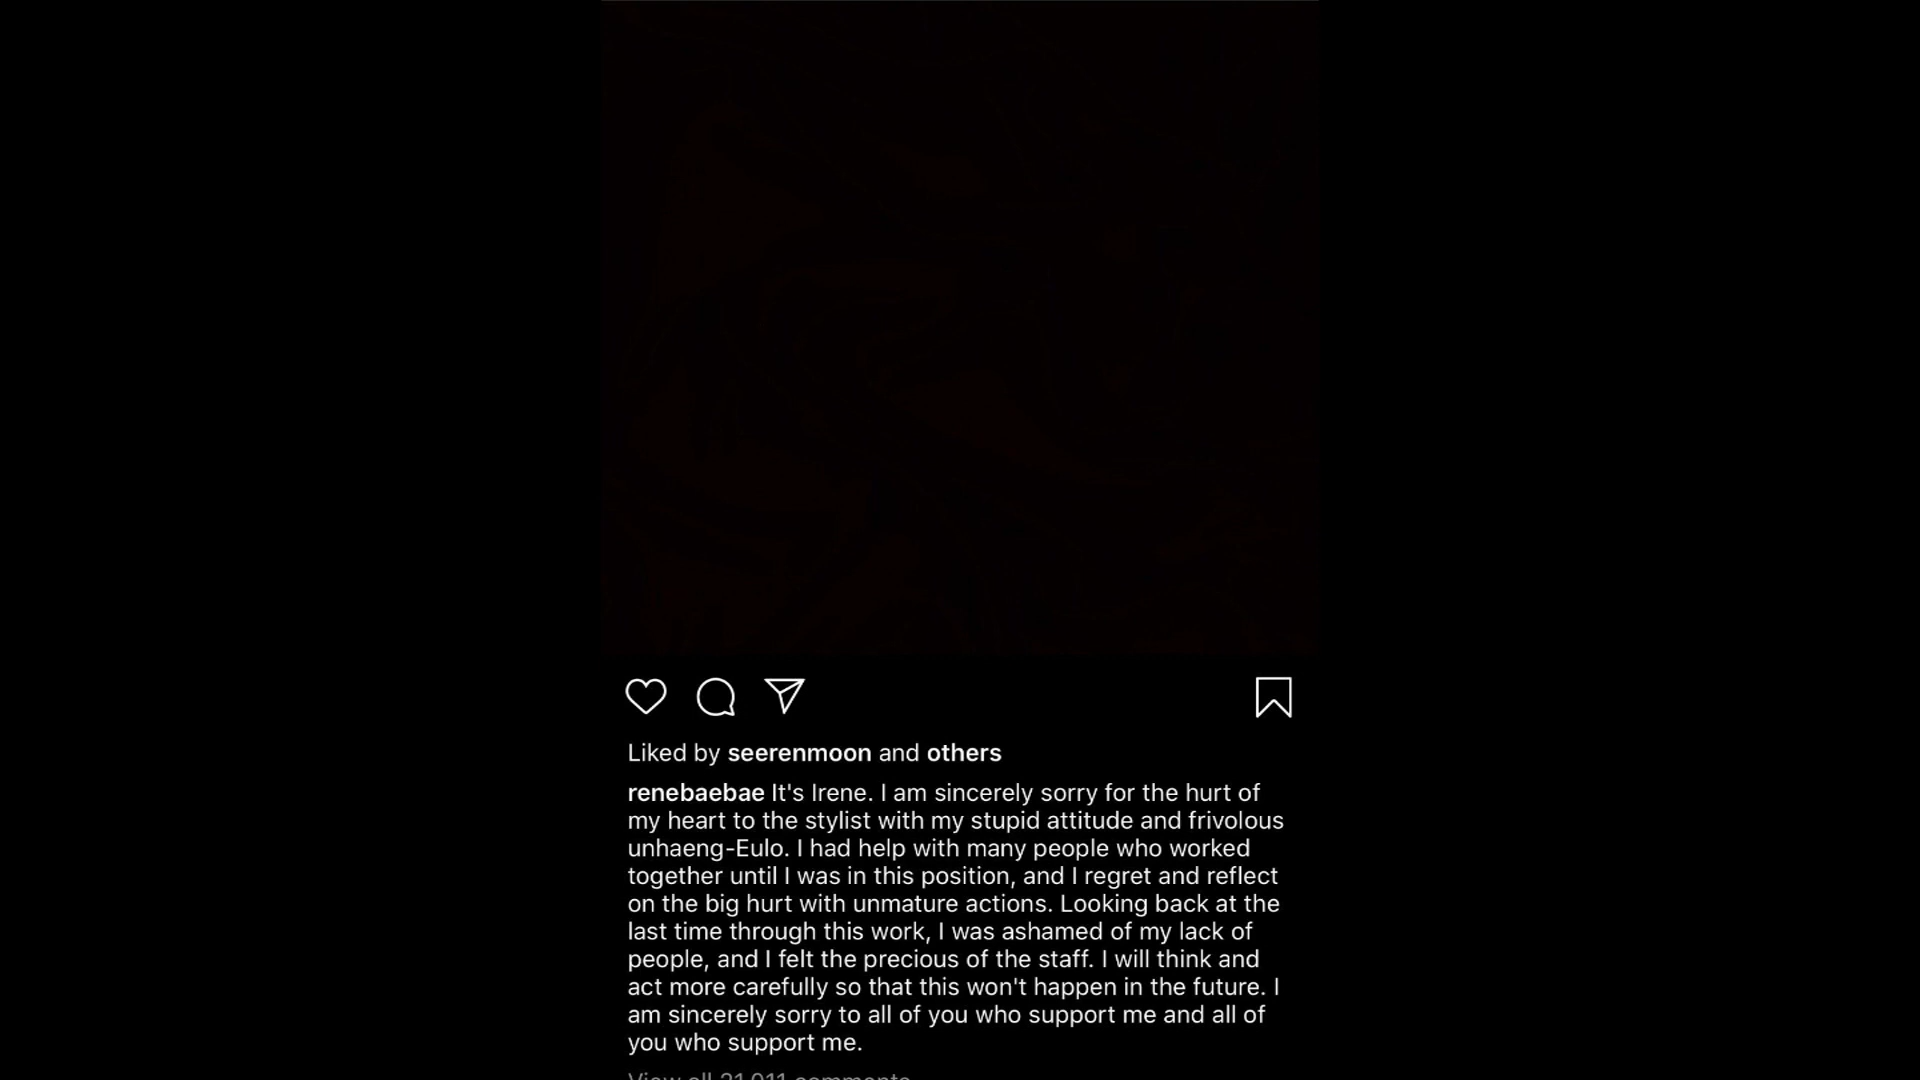 Liked by seerenmoon and others
renebaebae It's Irene. I am sincerely sorry for the hurt of
my heart to the stylist with my stupid attitude and frivolous
unhaeng-Eulo. I had help with many people who worked
together until I was in this position, and I regret and reflect
on the big hurt with unmature actions. Looking back at the
last time through this work, I was ashamed of my lack of
people, and I felt the precious of the staff. I will think and
act more carefully so that this won't happen in the future. I
am sincerely sorry to all of you who support me and all of
you who support me.
View all 21,011 comments